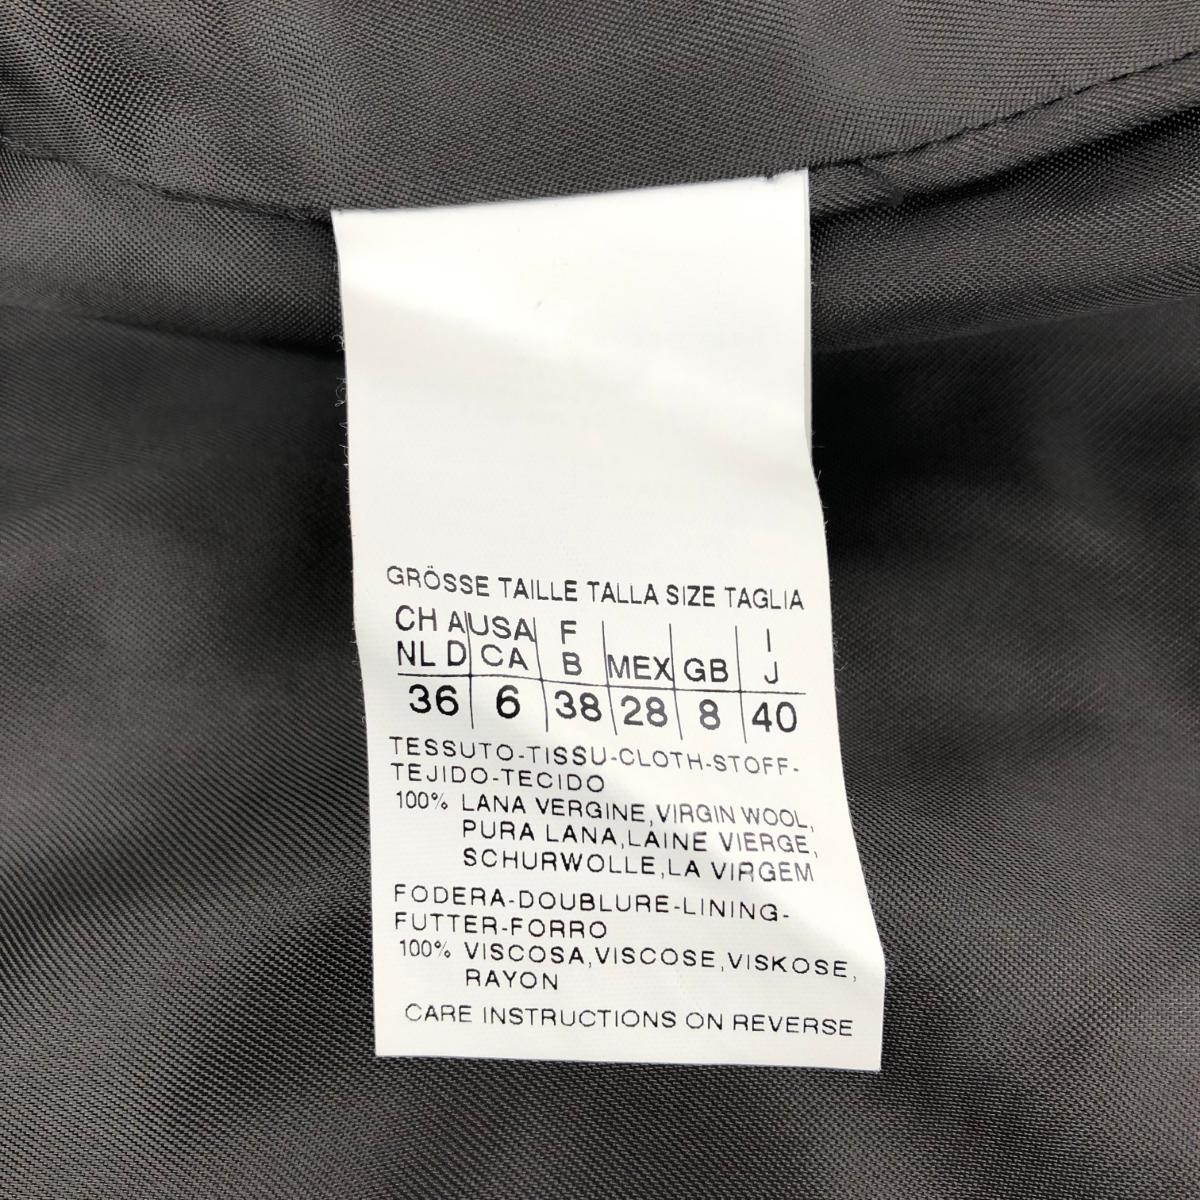 GRÖSSE TAILLE TALLA SIZE TAGLIA
CH A USA F I
NL D CA B MEX GB J
36 6 38 28 8 40
TESSUTO-TISSU-CLOTH-STOFF-
TEJIDO-TECIDO
100% LANA VERGINE,VIRGIN WOOL,
PURA LANA,LAINE VIERGE,
SCHURWOLLE,LA VIRGEM
FODERA-DOUBLURE-LINING-
FUTTER-FORRO
100% VISCOSA,VISCOSE,VISKOSE,
RAYON
CARE INSTRUCTIONS ON REVERSE